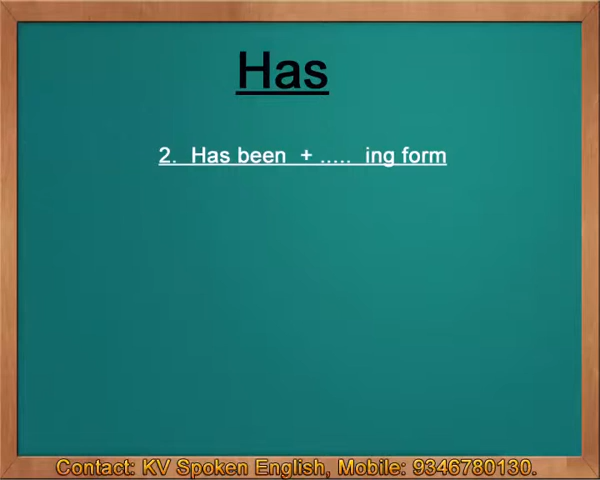 Has
2. Has been + ..... ing form
Contact: KV Spoken English, Mobile: 9346780130.